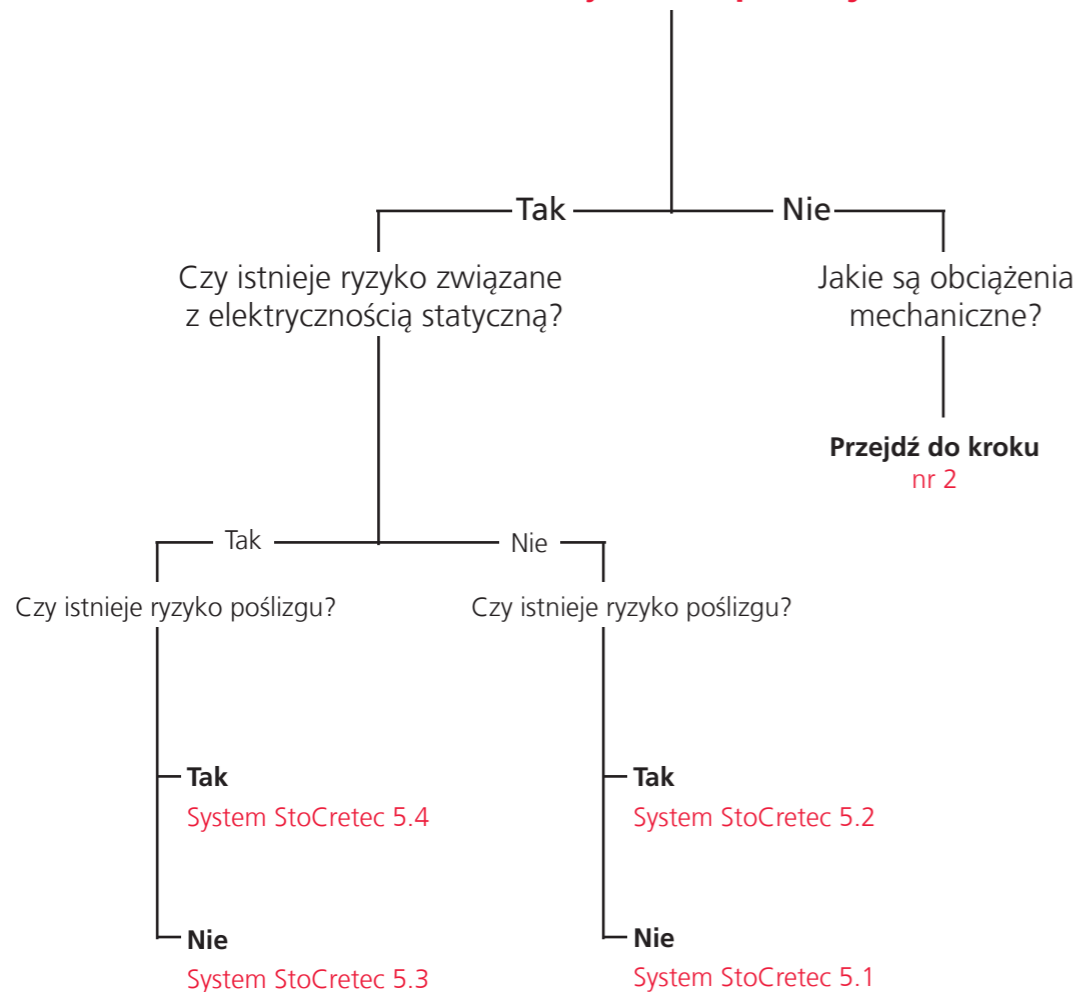 Tak
Nie
Czy istnieje ryzyko związane
z elektrycznością statyczną?
Jakie są obciążenia
mechaniczne?
Przejdź do kroku
nr 2
Tak
Nie
Czy istnieje ryzyko poślizgu?
Czy istnieje ryzyko poślizgu?
Tak
System StoCretec 5.4
Tak
System StoCretec 5.2
Nie
System StoCretec 5.3
Nie
System StoCretec 5.1